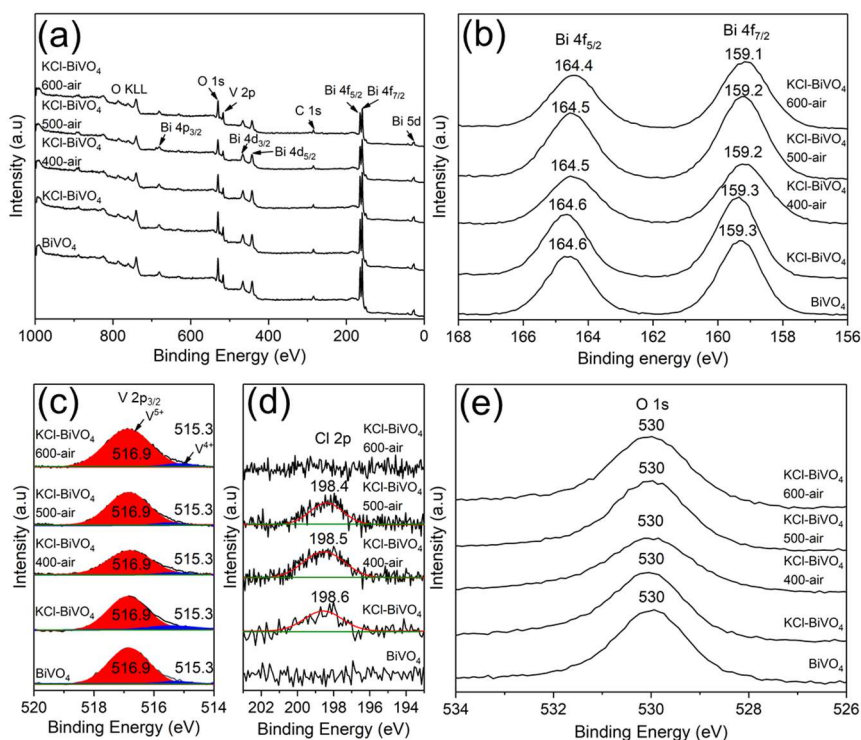 (a)
KCl-BiVO₄
600-air
O KLL
O 1s
V 2p
Bi 4f₅/₂
Bi 4f₇/₂
KCl-BiVO₄
500-air
Bi 4p₃/₂
C 1s
Bi 5d
KCl-BiVO₄
400-air
Bi 4d₃/₂
Bi 4d₅/₂
KCl-BiVO₄
BiVO₄
Intensity (a.u)
1000 800 600 400 200 0
Binding Energy (eV)
(b)
Bi 4f₅/₂
Bi 4f₇/₂
164.4
159.1
KCl-BiVO₄
600-air
164.5
159.2
KCl-BiVO₄
500-air
164.5
159.2
KCl-BiVO₄
400-air
164.6
159.3
KCl-BiVO₄
164.6
159.3
BiVO₄
Intensity (a.u)
168 166 164 162 160 158 156
Binding energy (eV)
(c)
V 2p₃/₂
V⁵⁺
515.3
V⁴⁺
KCl-BiVO₄
600-air
516.9
KCl-BiVO₄
500-air
516.9
515.3
KCl-BiVO₄
400-air
516.9
515.3
KCl-BiVO₄
516.9
515.3
BiVO₄
516.9
515.3
Intensity (a.u)
520 518 516 514
Binding Energy (eV)
(d)
Cl 2p
KCl-BiVO₄
600-air
198.4
KCl-BiVO₄
500-air
198.5
KCl-BiVO₄
400-air
198.6
KCl-BiVO₄
BiVO₄
Intensity (a.u)
202 200 198 196 194
Binding Energy (eV)
(e)
O 1s
530
KCl-BiVO₄
600-air
530
KCl-BiVO₄
500-air
530
KCl-BiVO₄
400-air
530
KCl-BiVO₄
530
BiVO₄
Intensity (a.u)
534 532 530 528 526
Binding Energy (eV)